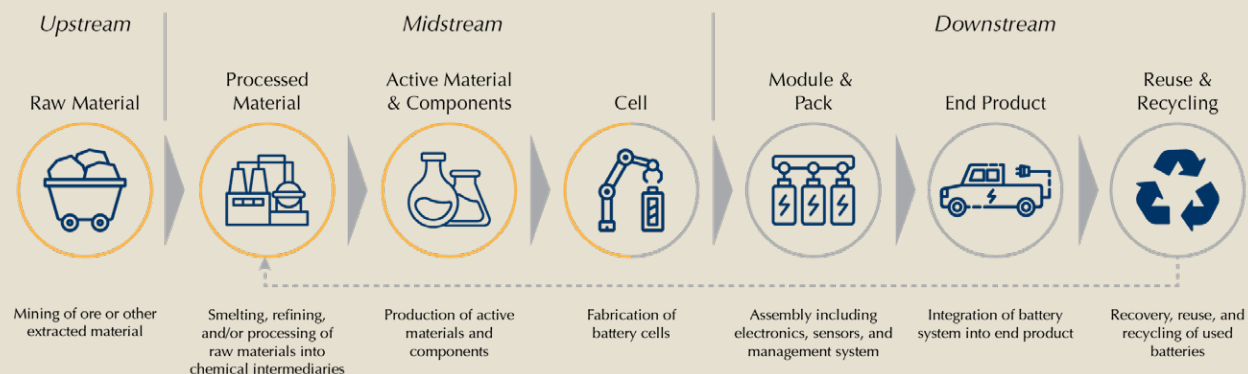 Upstream
Midstream
Downstream
Raw Material
Processed
Material
Active Material
& Components
Cell
Module &
Pack
End Product
Reuse &
Recycling
Mining of ore or other
extracted material
Smelting, refining,
and/or processing of
raw materials into
chemical intermediaries
Production of active
materials and
components
Fabrication of
battery cells
Assembly including
electronics, sensors, and
management system
Integration of battery
system into end product
Recovery, reuse, and
recycling of used
batteries